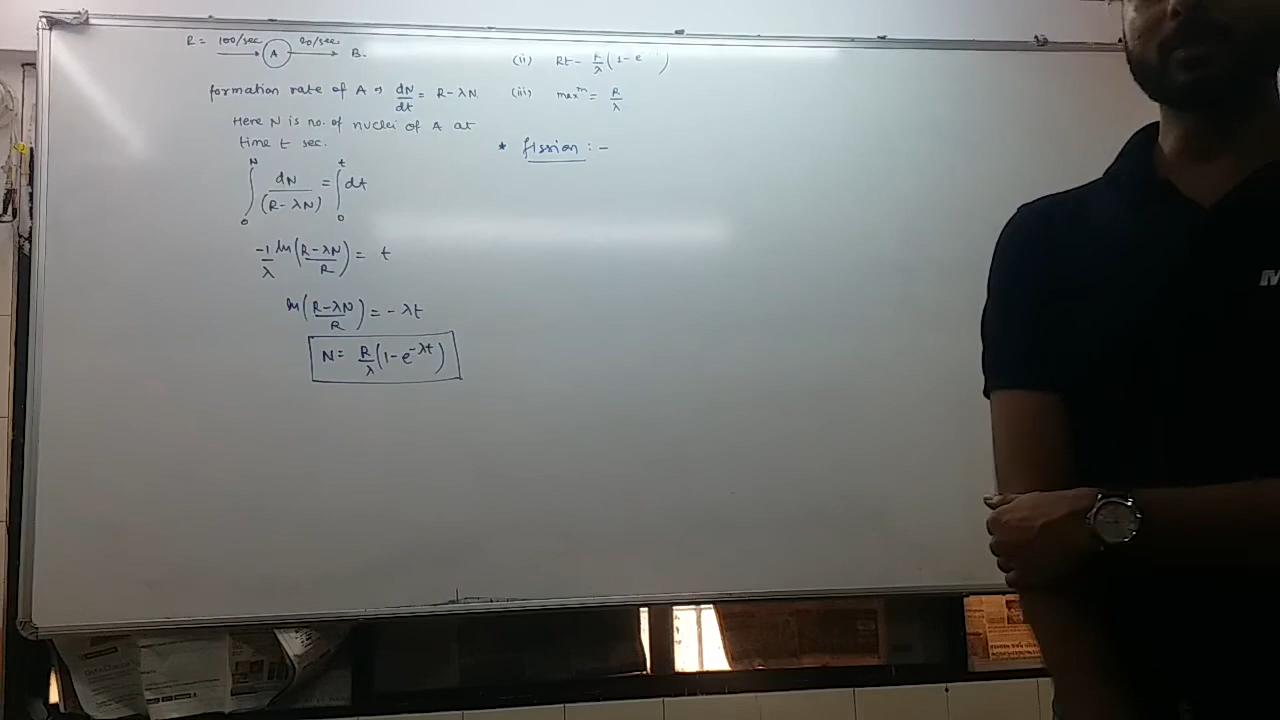 R = 100/sec A 20/sec B.
formation rate of A ⇒ dN/dt = R - λN
Here N is no. of nuclei of A at
time t sec.
∫₀ᴺ dN/(R-λN) = ∫₀ᵗ dt
-1/λ ln((R-λN)/R) = t
ln((R-λN)/R) = - λt
N = R/λ (1 - e^-λt)
(ii) Rt - R/λ (1 - e )
(iii) maxᵐ = R/λ
* fission : -
M